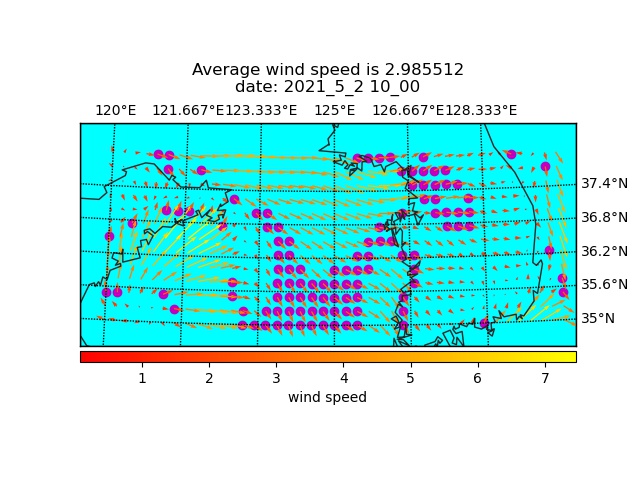 Average wind speed is 2.985512
date: 2021_5_2 10_00
120°E 121.667°E 123.333°E 125°E 126.667°E 128.333°E
37.4°N
36.8°N
36.2°N
35.6°N
35°N
1 2 3 4 5 6 7
wind speed